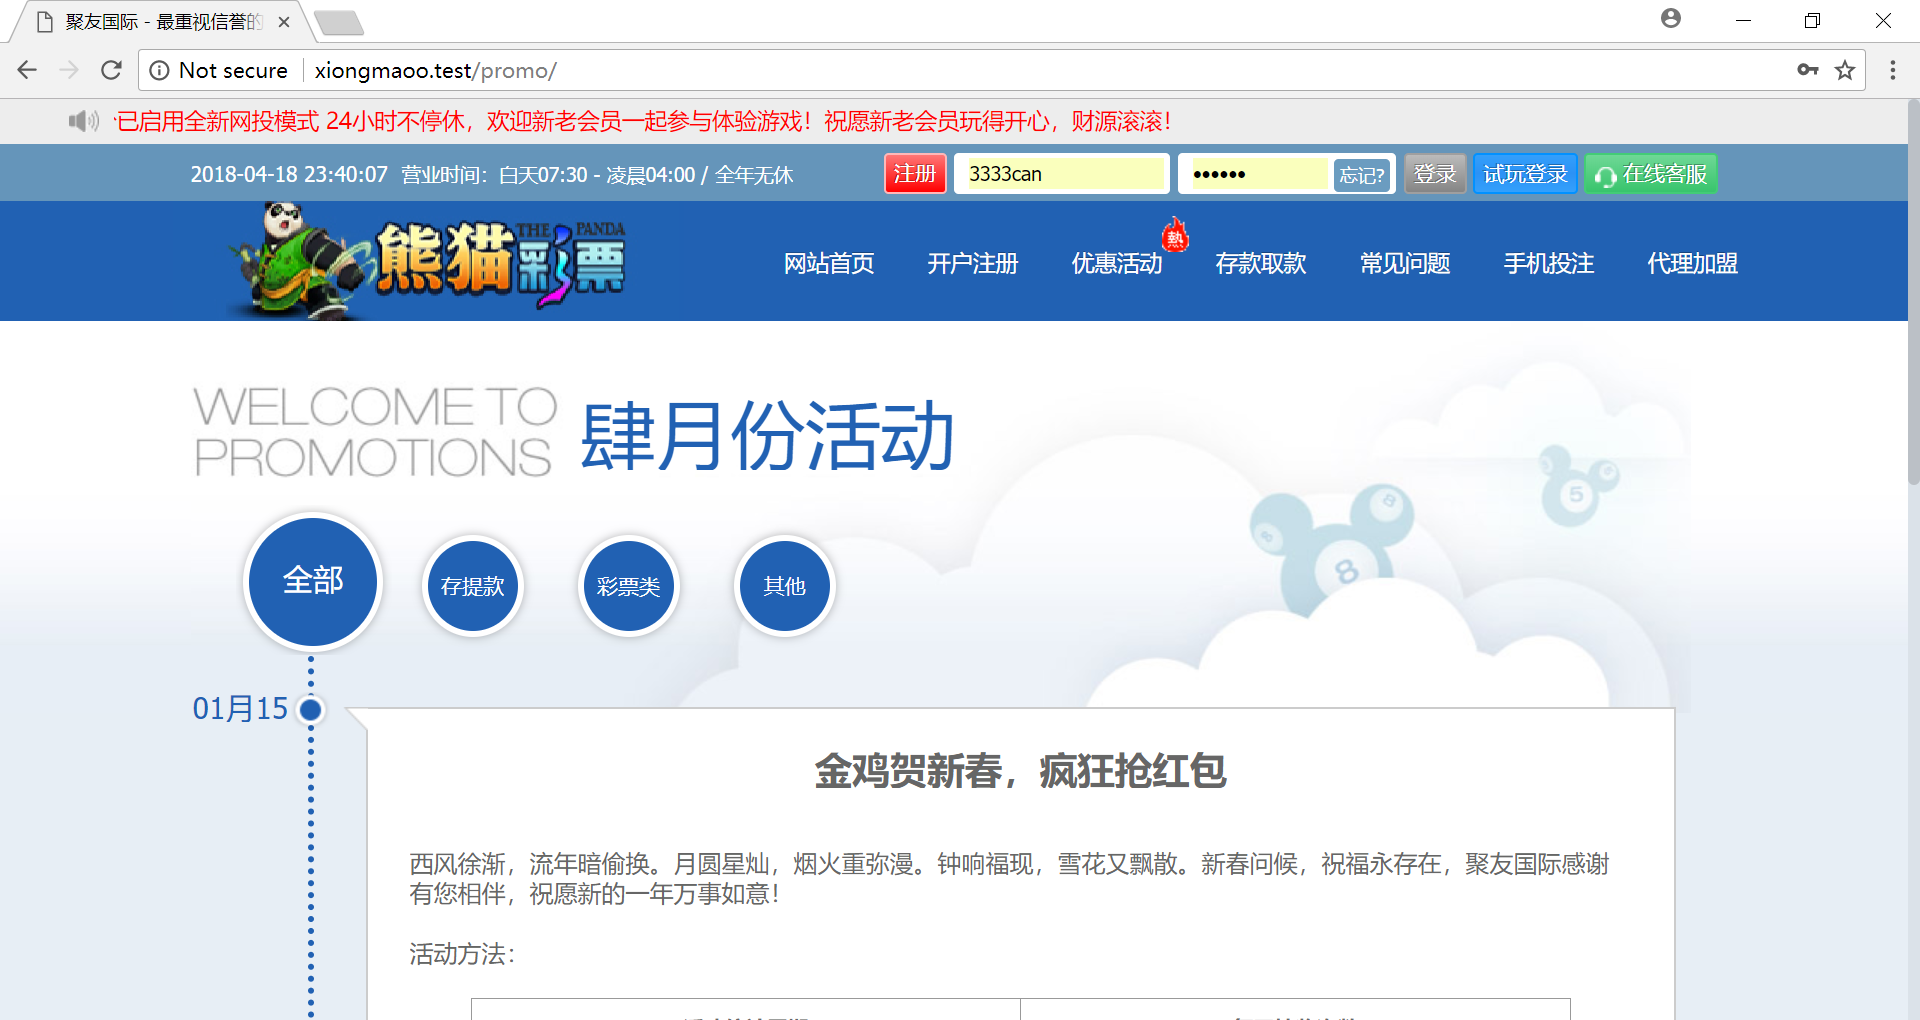 聚友国际 - 最重视信誉的
Not secure
xiongmaoo.test/promo/
已启用全新网投模式 24小时不停休，欢迎新老会员一起参与体验游戏！祝愿新老会员玩得开心，财源滚滚！
2018-04-18 23:40:07 营业时间：白天07:30 - 凌晨04:00 / 全年无休
注册
3333can
••••••
忘记?
登录
试玩登录
在线客服
THE PANDA
熊猫彩票
网站首页
开户注册
优惠活动
熱
存款取款
常见问题
手机投注
代理加盟
WELCOME TO
PROMOTIONS
肆月份活动
8
8
8
5
全部
存提款
彩票类
其他
01月15
金鸡贺新春，疯狂抢红包
西风徐渐，流年暗偷换。月圆星灿，烟火重弥漫。钟响福现，雪花又飘散。新春问候，祝福永存在，聚友国际感谢
有您相伴，祝愿新的一年万事如意！
活动方法：